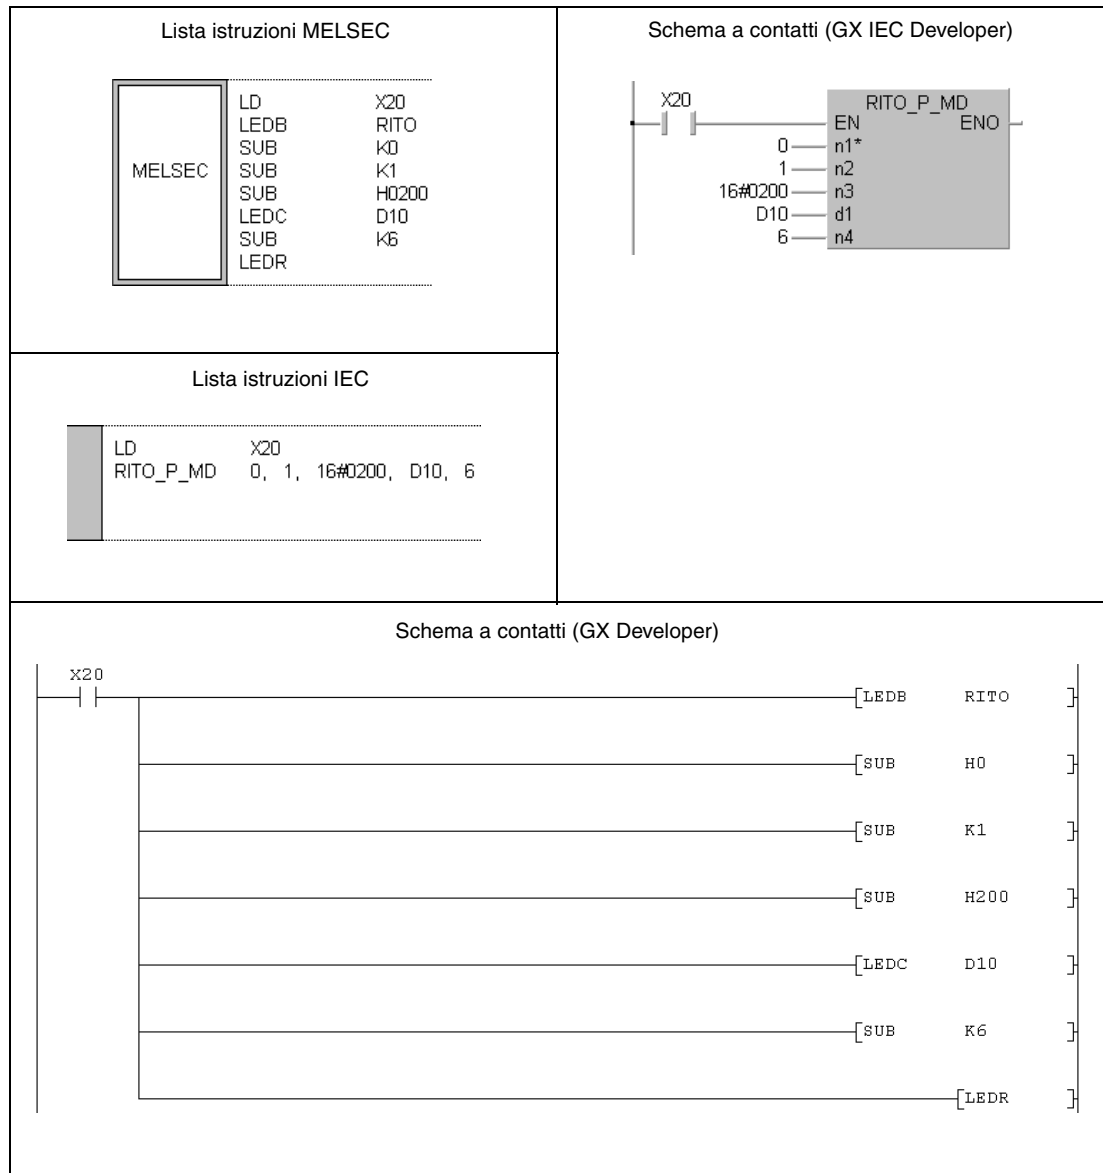 Lista istruzioni MELSEC
MELSEC
LD X20
LEDB RITO
SUB K0
SUB K1
SUB H0200
LEDC D10
SUB K6
LEDR
Schema a contatti (GX IEC Developer)
X20
RITO_P_MD
EN ENO
0 n1*
1 n2
16#0200 n3
D10 d1
6 n4
Lista istruzioni IEC
LD X20
RITO_P_MD 0, 1, 16#0200, D10, 6
Schema a contatti (GX Developer)
X20
LEDB RITO
SUB H0
SUB K1
SUB H200
LEDC D10
SUB K6
LEDR